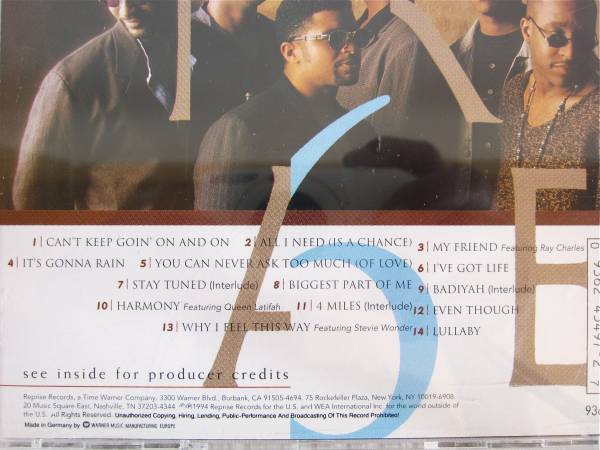 1 | CAN'T KEEP GOIN' ON AND ON 2 | ALL I NEED (IS A CHANCE) 3 | MY FRIEND Featuring Ray Charles
4 | IT'S GONNA RAIN 5 | YOU CAN NEVER ASK TOO MUCH (OF LOVE) 6 | I'VE GOT LIFE
7 | STAY TUNED (Interlude) 8 | BIGGEST PART OF ME 9 | BADIYAH (Interlude)
10 | HARMONY Featuring Queen Latifah 11 | 4 MILES (Interlude) 12 | EVEN THOUGH
13 | WHY I FEEL THIS WAY Featuring Stevie Wonder 14 | LULLABY
see inside for producer credits
Reprise Records, a Time Warner Company. 3300 Warner Blvd., Burbank, CA 91505-4694. 75 Rockefeller Plaza, New York, NY 10019-6908.
20 Music Square East, Nashville, TN 37203-4344 ©℗1994 Reprise Records for the U.S. and WEA International Inc. for the world outside of
the U.S. All Rights Reserved. Unauthorized Copying, Hiring, Lending, Public-Performance And Broadcasting Of This Record Prohibited!
Made in Germany by WARNER MUSIC MANUFACTURING EUROPE